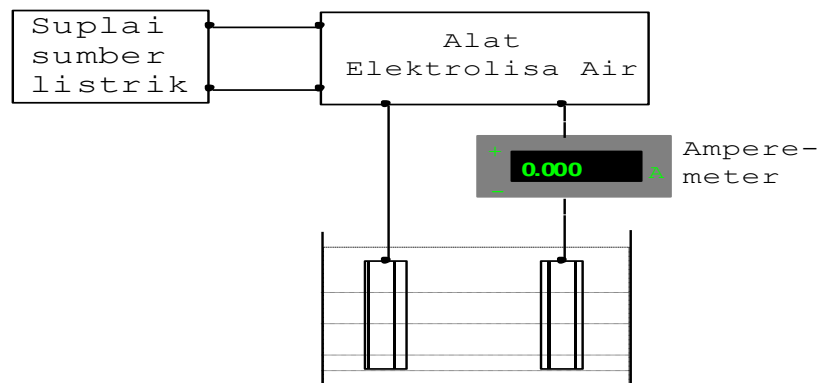 Suplai
sumber
listrik
Alat
Elektrolisa Air
+
0.000
A
−
Ampere-
meter